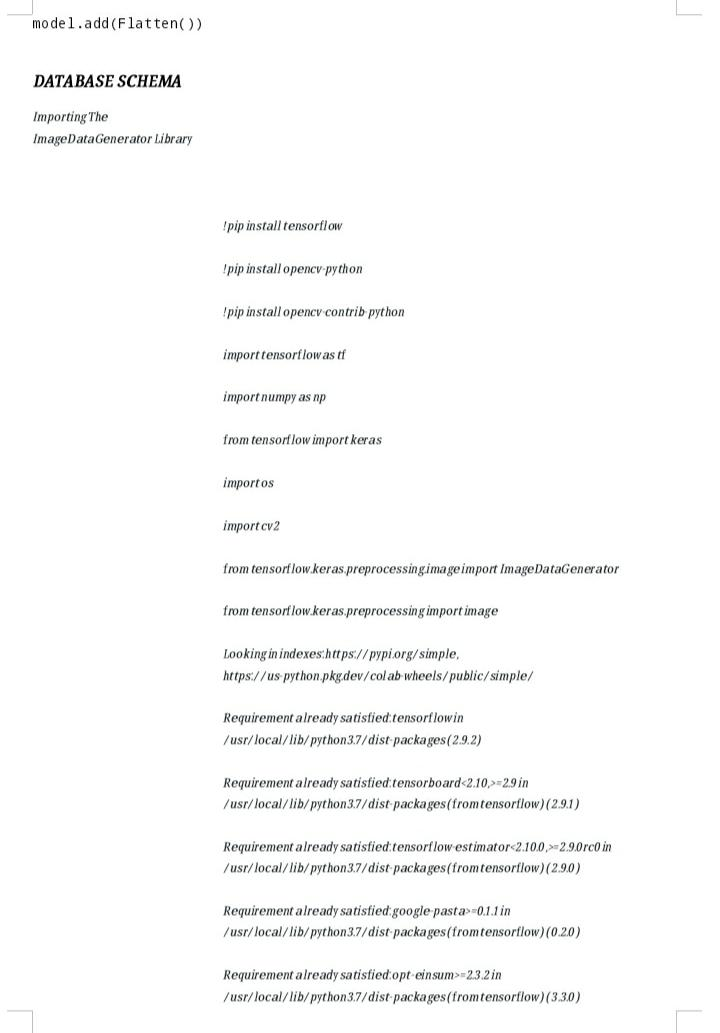 model.add(Flatten())
DATABASE SCHEMA
Importing The
ImageDataGenerator Library
!pip install tensorflow
!pip install opencv-python
!pip install opencv-contrib-python
import tensorflow as tf
import numpy as np
from tensorflow import keras
import os
import cv2
from tensorflow.keras.preprocessing.image import ImageDataGenerator
from tensorflow.keras.preprocessing import image
Looking in indexes: https://pypi.org/simple,
https://us-python.pkg.dev/colab-wheels/public/simple/
Requirement already satisfied: tensorflow in
/usr/local/lib/python3.7/dist-packages (2.9.2)
Requirement already satisfied: tensorboard<2.10,>=2.9 in
/usr/local/lib/python3.7/dist-packages (from tensorflow) (2.9.1)
Requirement already satisfied: tensorflow-estimator<2.10.0,>=2.9.0rc0 in
/usr/local/lib/python3.7/dist-packages (from tensorflow) (2.9.0)
Requirement already satisfied: google-pasta>=0.1.1 in
/usr/local/lib/python3.7/dist-packages (from tensorflow) (0.2.0)
Requirement already satisfied: opt-einsum>=2.3.2 in
/usr/local/lib/python3.7/dist-packages (from tensorflow) (3.3.0)